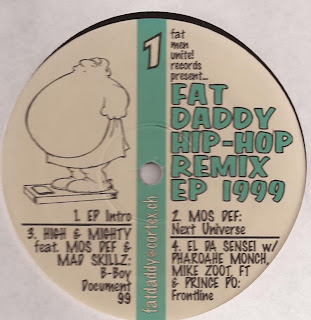 1
fat
men
unite!
records
present...
FAT
DADDY
HIP-HOP
REMIX
EP 1999
1. EP Intro
2. MOS DEF:
Next Universe
3. HIGH & MIGHTY
feat. MOS DEF &
MAD SKILLZ:
B-Boy
Document
99
4. EL DA SENSEI W/
PHAROAHE MONCH,
MIKE ZOOT, FT
& PRINCE PO:
Frontline
fatdaddy@cortex.ch